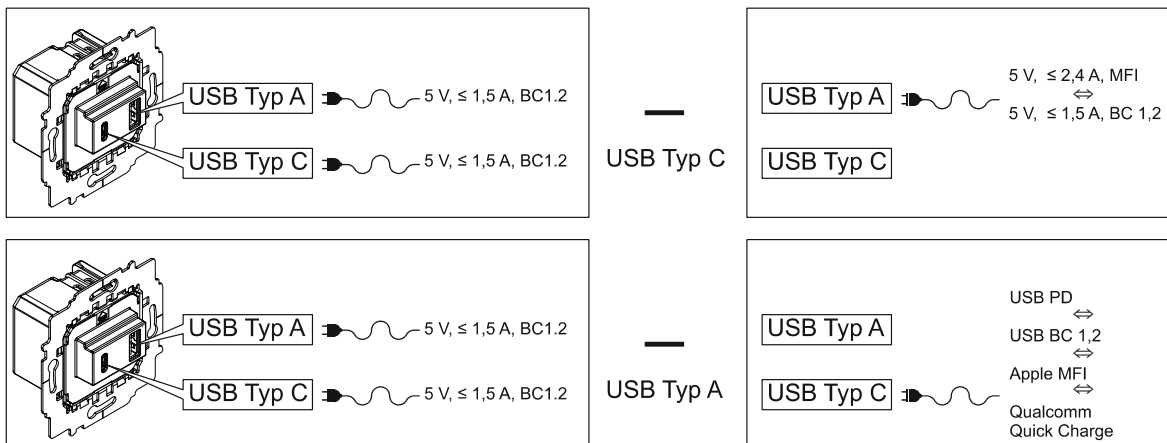 USB Typ A 5 V, ≤ 1,5 A, BC1.2
USB Typ C 5 V, ≤ 1,5 A, BC1.2
–
USB Typ C
5 V, ≤ 2,4 A, MFI
USB Typ A ⇔
5 V, ≤ 1,5 A, BC 1,2
USB Typ C
USB Typ A 5 V, ≤ 1,5 A, BC1.2
USB Typ C 5 V, ≤ 1,5 A, BC1.2
–
USB Typ A
USB Typ A
USB Typ C
USB PD
⇔
USB BC 1,2
⇔
Apple MFI
⇔
Qualcomm
Quick Charge